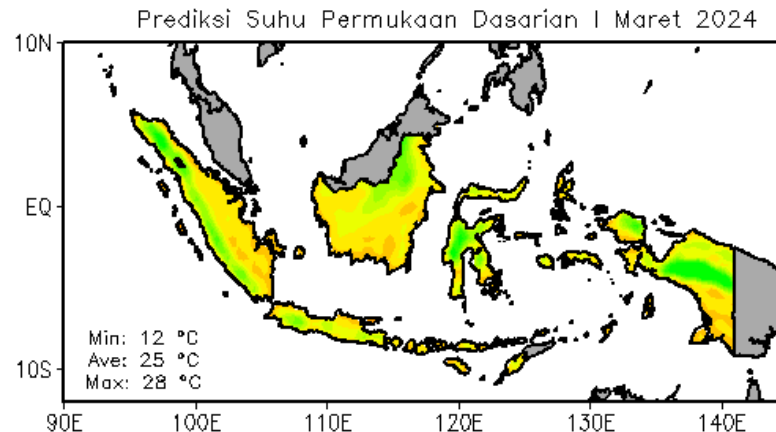 Prediksi Suhu Permukaan Dasarian I Maret 2024
10N
EQ
10S
Min: 12 °C
Ave: 25 °C
Max: 28 °C
90E 100E 110E 120E 130E 140E